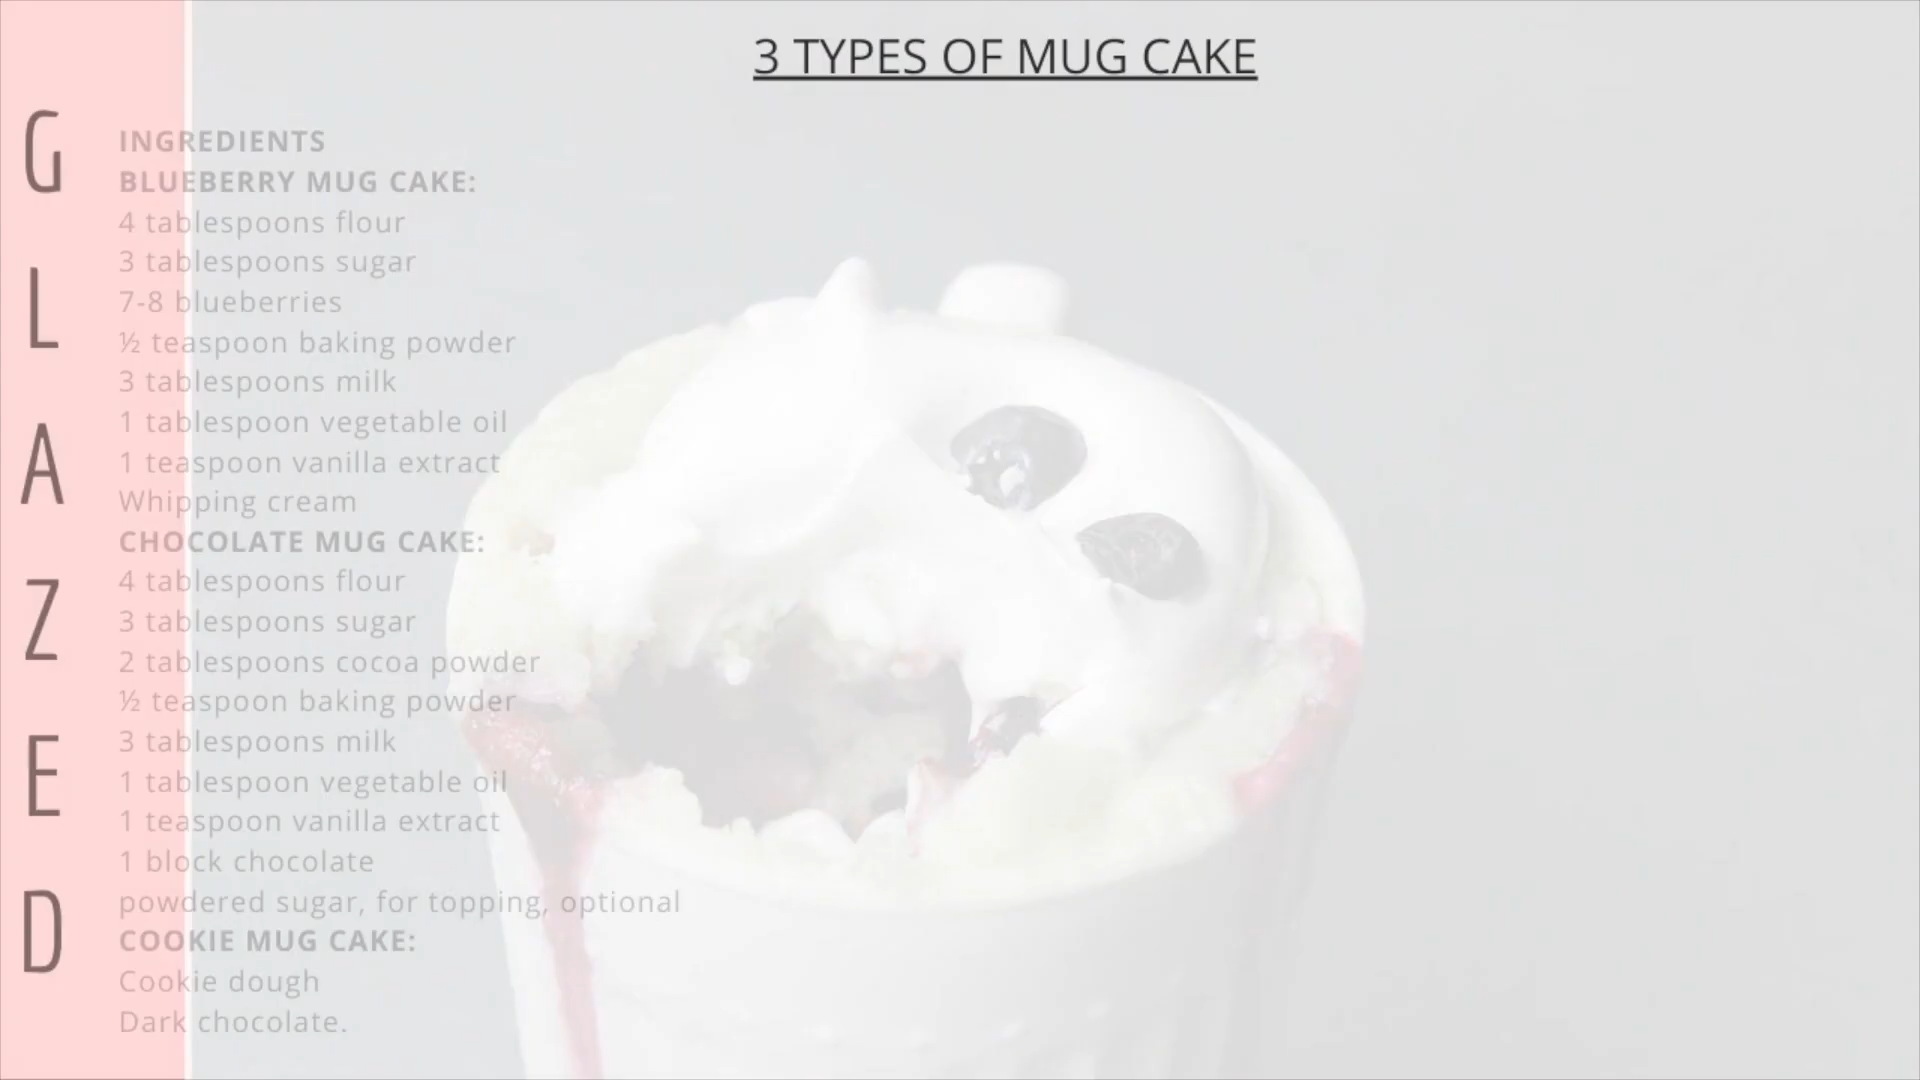 3 TYPES OF MUG CAKE
GLAZED
INGREDIENTS
BLUEBERRY MUG CAKE:
4 tablespoons flour
3 tablespoons sugar
7-8 blueberries
½ teaspoon baking powder
3 tablespoons milk
1 tablespoon vegetable oil
1 teaspoon vanilla extract
Whipping cream
CHOCOLATE MUG CAKE:
4 tablespoons flour
3 tablespoons sugar
2 tablespoons cocoa powder
½ teaspoon baking powder
3 tablespoons milk
1 tablespoon vegetable oil
1 teaspoon vanilla extract
1 block chocolate
powdered sugar, for topping, optional
COOKIE MUG CAKE:
Cookie dough
Dark chocolate.